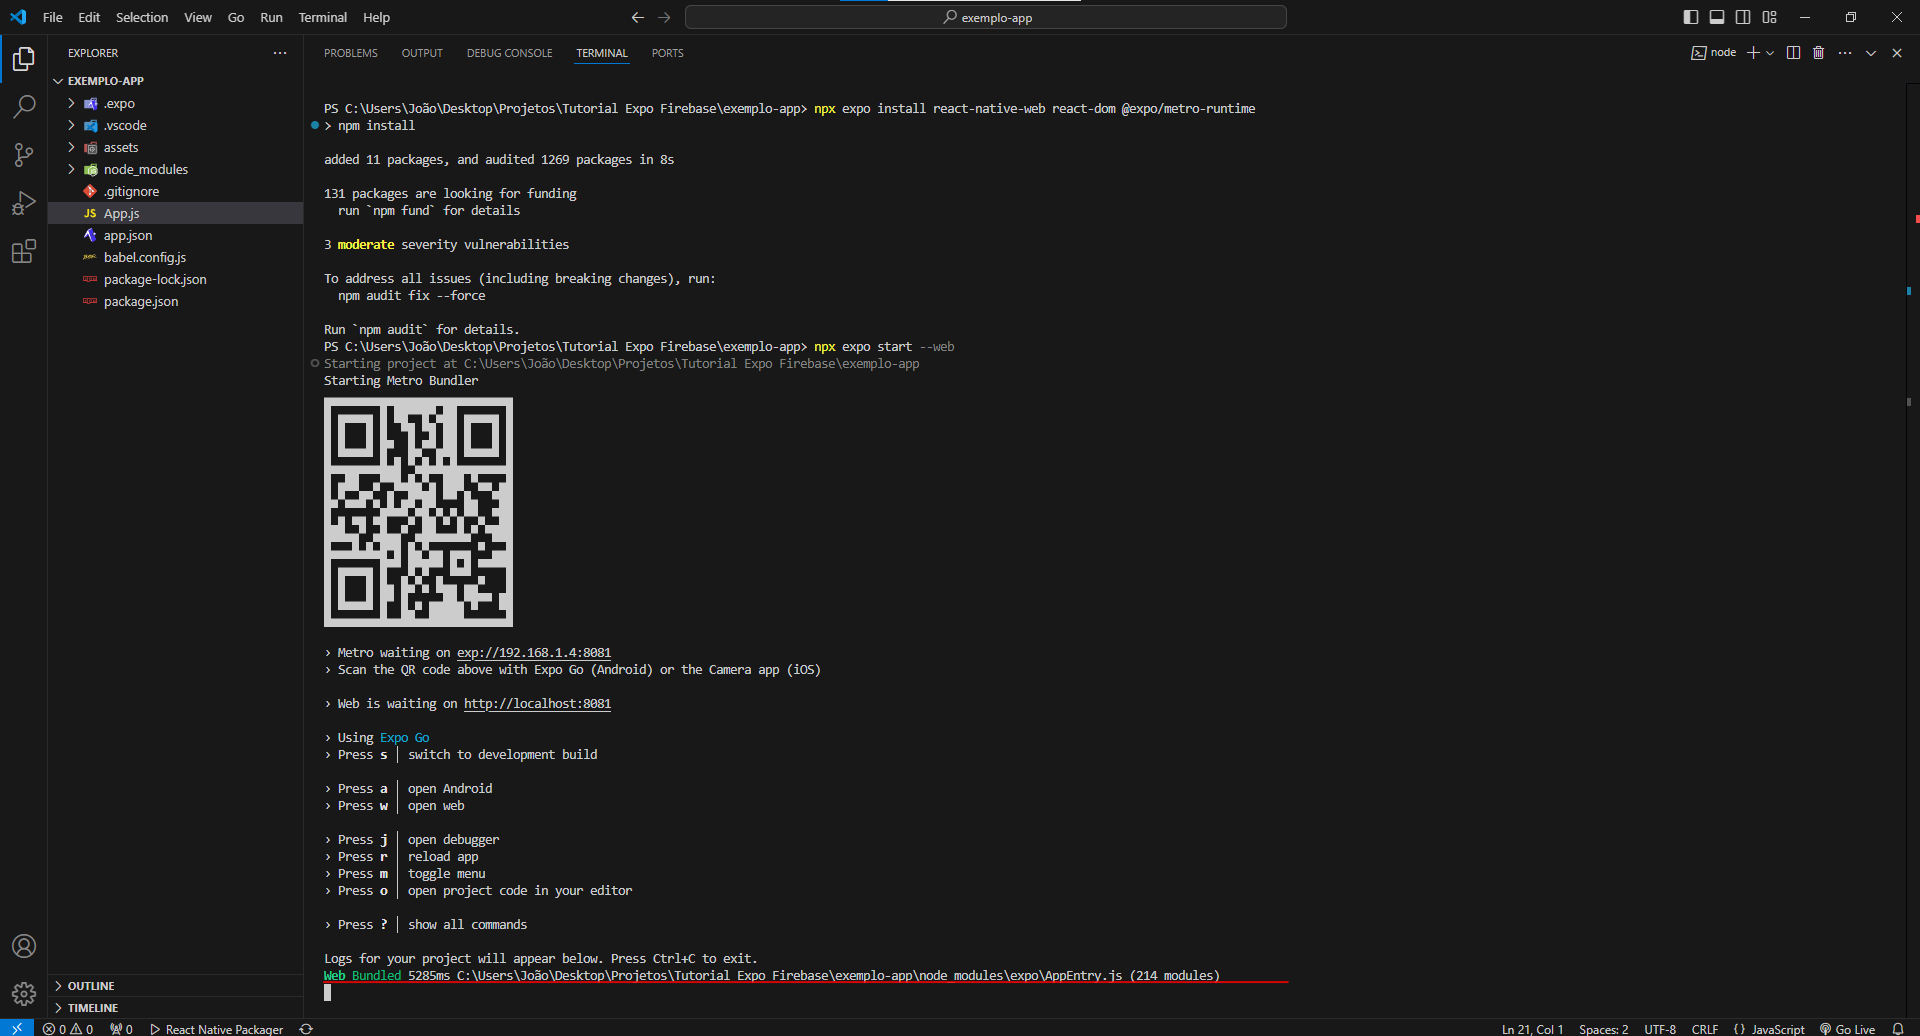 File Edit Selection View Go Run Terminal Help
exemplo-app
EXPLORER
EXEMPLO-APP
.expo
.vscode
assets
node_modules
.gitignore
JS App.js
app.json
babel.config.js
package-lock.json
package.json
OUTLINE
TIMELINE
PROBLEMS OUTPUT DEBUG CONSOLE TERMINAL PORTS
node
PS C:\Users\João\Desktop\Projetos\Tutorial Expo Firebase\exemplo-app> npx expo install react-native-web react-dom @expo/metro-runtime
> npm install
added 11 packages, and audited 1269 packages in 8s
131 packages are looking for funding
run `npm fund` for details
3 moderate severity vulnerabilities
To address all issues (including breaking changes), run:
npm audit fix --force
Run `npm audit` for details.
PS C:\Users\João\Desktop\Projetos\Tutorial Expo Firebase\exemplo-app> npx expo start --web
Starting project at C:\Users\João\Desktop\Projetos\Tutorial Expo Firebase\exemplo-app
Starting Metro Bundler
› Metro waiting on exp://192.168.1.4:8081
› Scan the QR code above with Expo Go (Android) or the Camera app (iOS)
› Web is waiting on http://localhost:8081
› Using Expo Go
› Press s │ switch to development build
› Press a │ open Android
› Press w │ open web
› Press j │ open debugger
› Press r │ reload app
› Press m │ toggle menu
› Press o │ open project code in your editor
› Press ? │ show all commands
Logs for your project will appear below. Press Ctrl+C to exit.
Web Bundled 5285ms C:\Users\João\Desktop\Projetos\Tutorial Expo Firebase\exemplo-app\node_modules\expo\AppEntry.js (214 modules)
0 0 0 React Native Packager Ln 21, Col 1 Spaces: 2 UTF-8 CRLF {} JavaScript Go Live